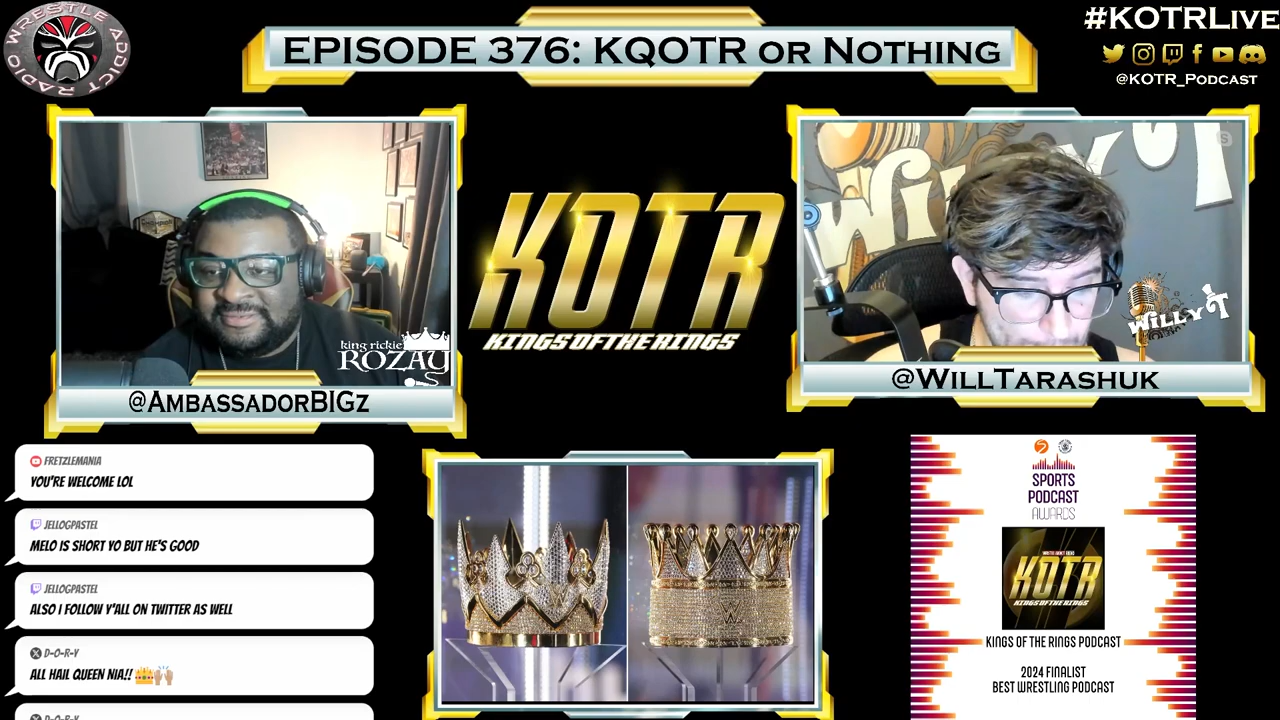 WRESTLE ADDICT RADIO
EPISODE 376: KQOTR OR NOTHING
#KOTRLIVE
@KOTR_PODCAST
KOTR
KINGS OF THE RINGS
king rickie
ROZAY
@AMBASSADORBIGZ
Willy T
WILLY T
@WILLTARASHUK
FRETZLEMANIA
YOU'RE WELCOME LOL
JELLOGPASTEL
MELO IS SHORT YO BUT HE'S GOOD
JELLOGPASTEL
ALSO I FOLLOW Y'ALL ON TWITTER AS WELL
D-O-R-Y
ALL HAIL QUEEN NIA!! 👑🙌🏽
D-O-R-Y
W
W
SPORTS
PODCAST
AWARDS
KOTR
KINGS OF THE RINGS
KINGS OF THE RINGS PODCAST
2024 FINALIST
BEST WRESTLING PODCAST